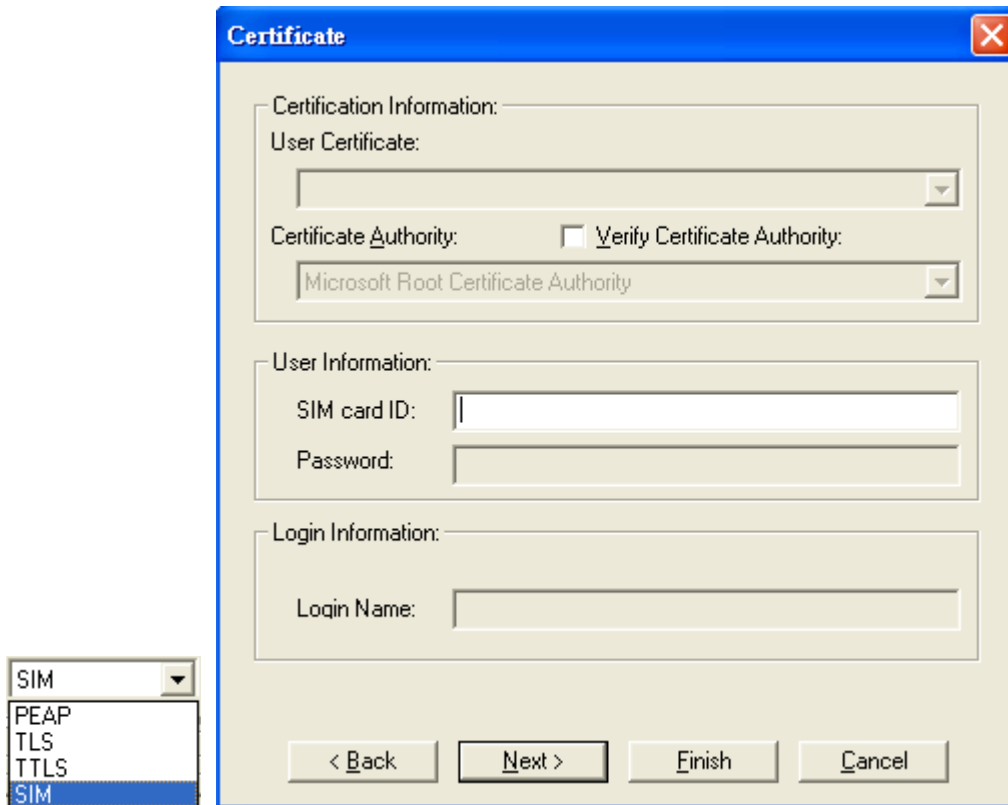 Certificate
Certification Information:
User Certificate:
Certificate Authority:
Verify Certificate Authority:
Microsoft Root Certificate Authority
User Information:
SIM card ID:
Password:
Login Information:
Login Name:
< Back
Next >
Finish
Cancel
SIM
PEAP
TLS
TTLS
SIM